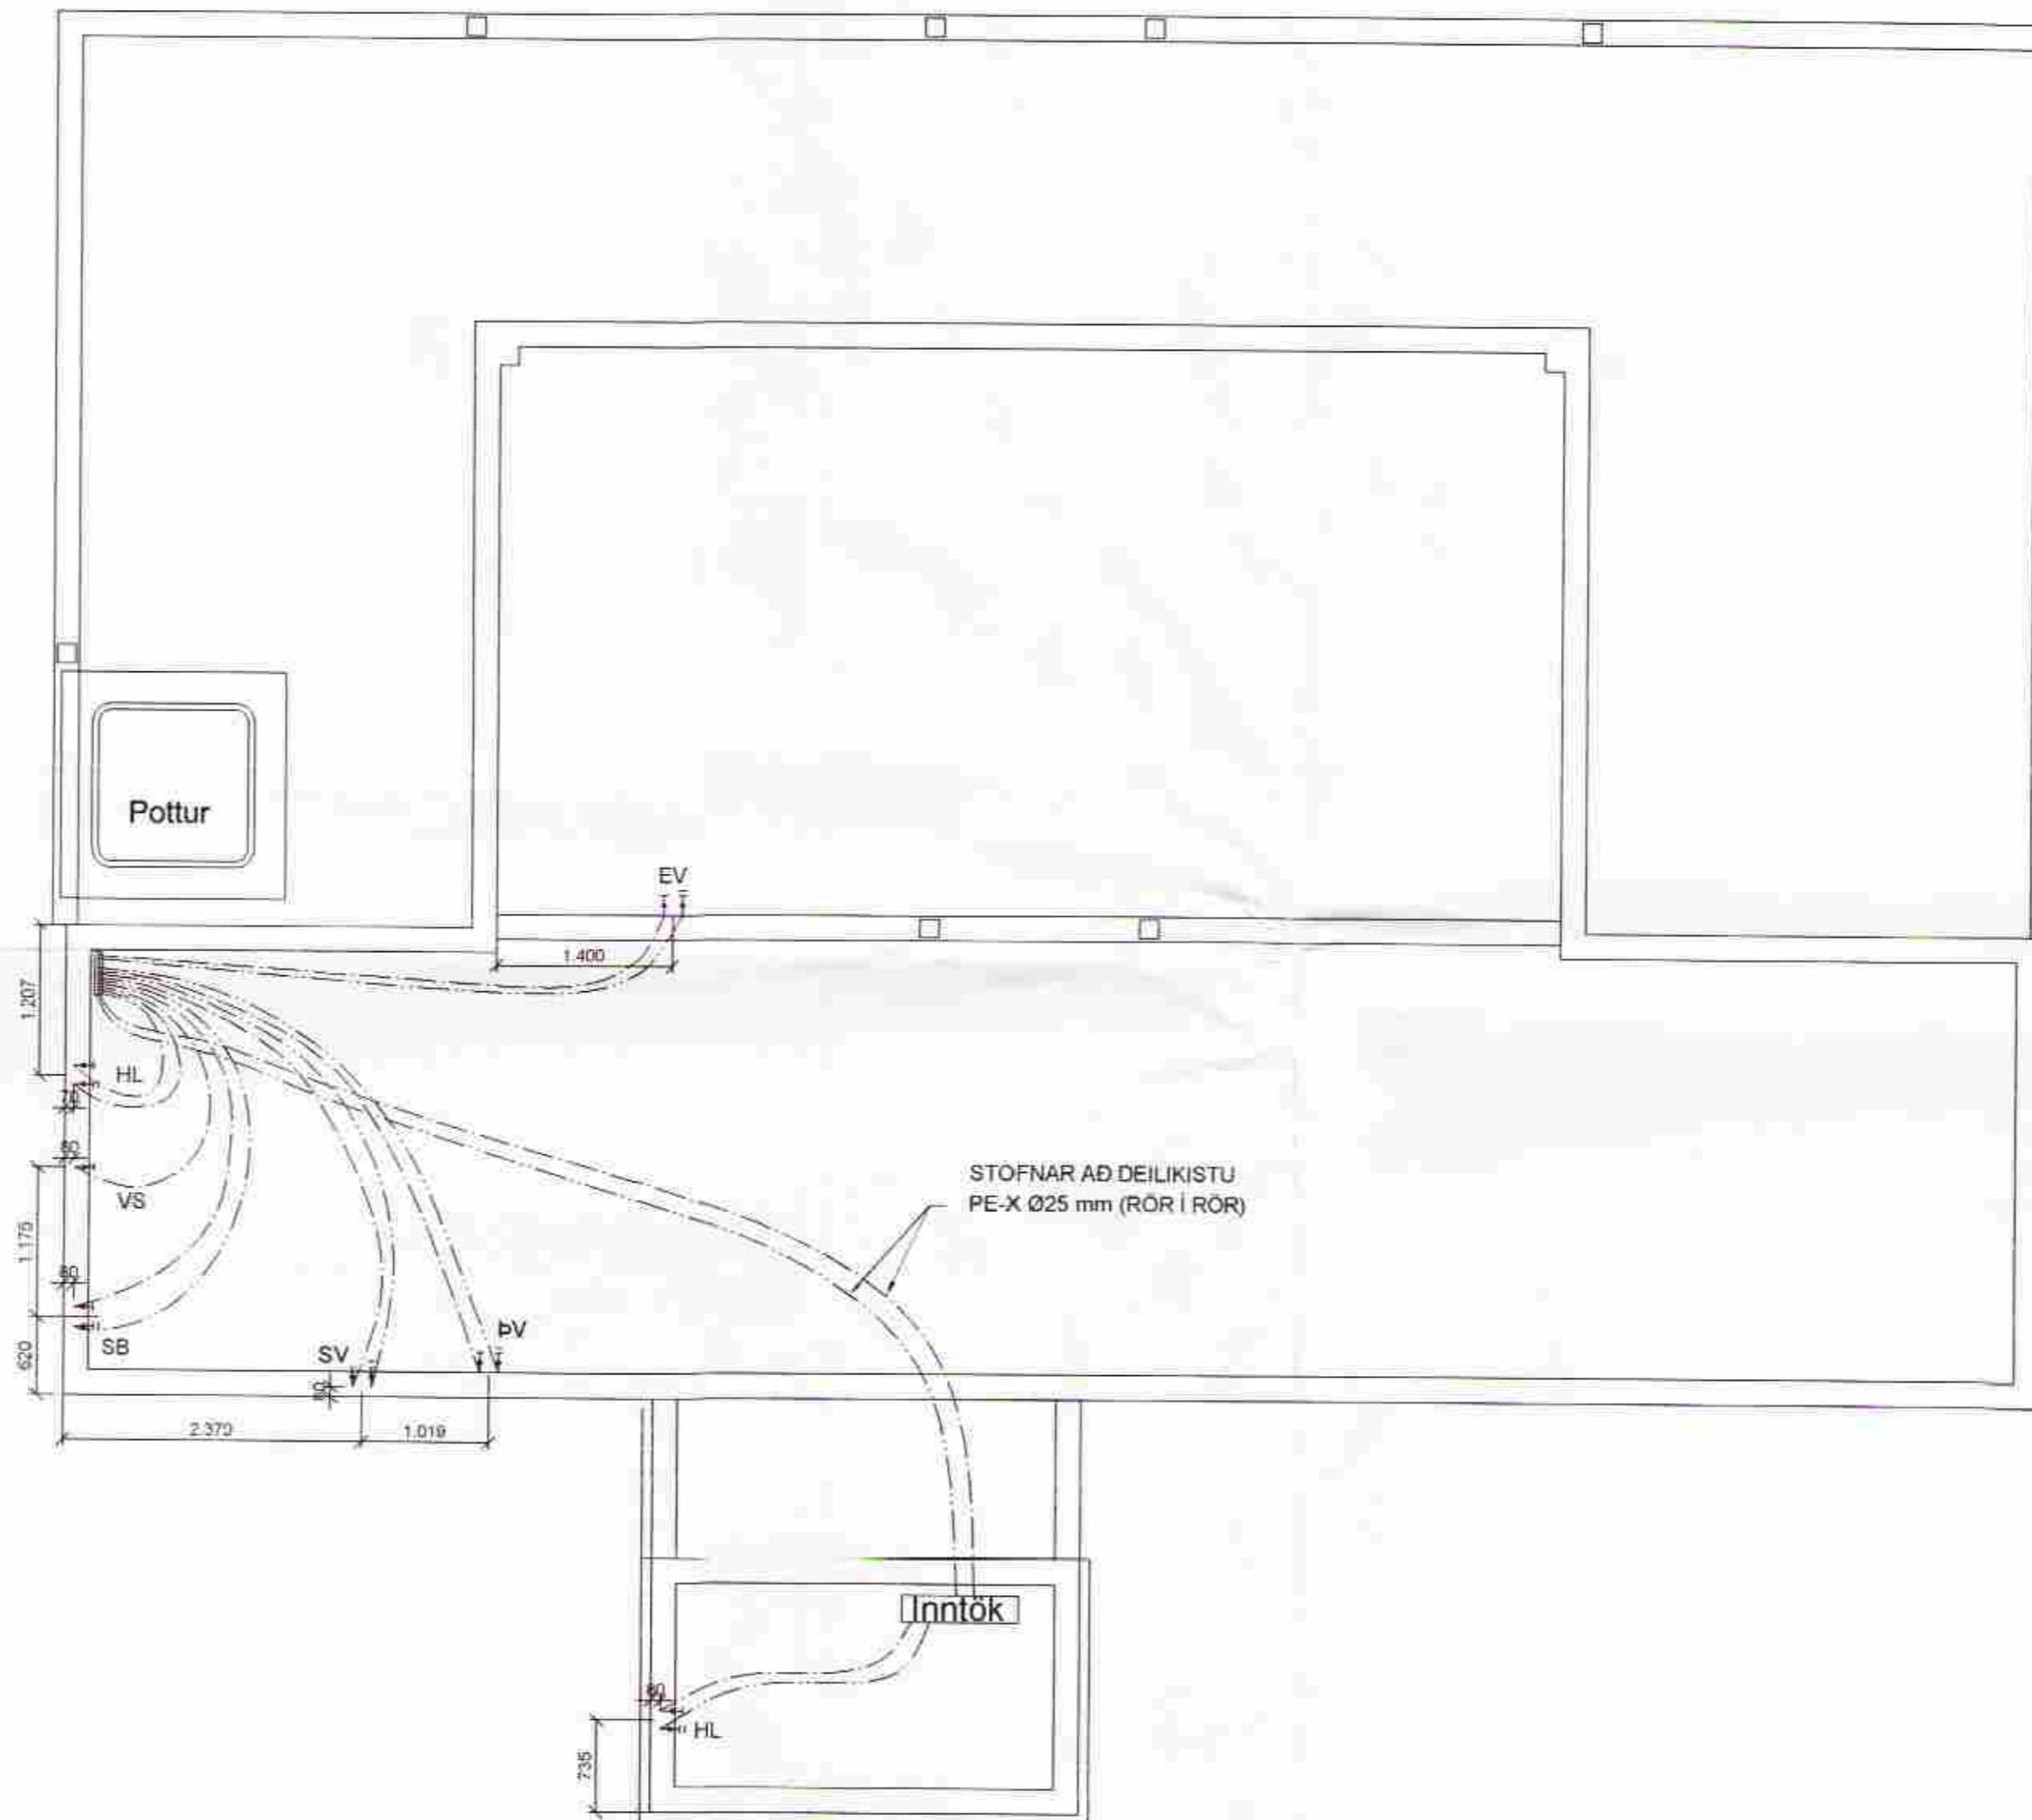 Pottur
EV
1.400
1.207
HL
70
80
STOFNAR AÐ DEILIKISTU
PE-X Ø25 mm (RÖR Í RÖR)
VS
1.175
80
ÞV
SB
SV
620
80
2.370
1.019
Inntök
80
HL
735